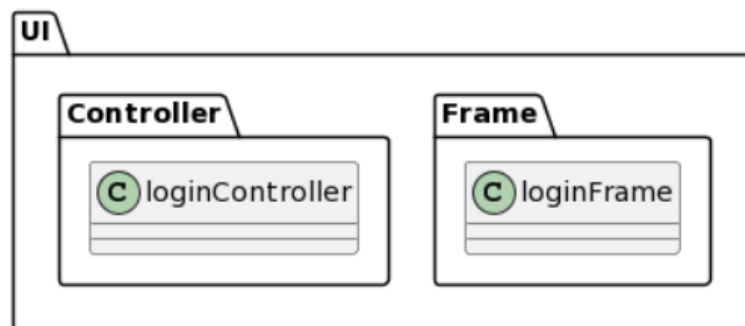 UI
Controller
Frame
C loginController
C loginFrame